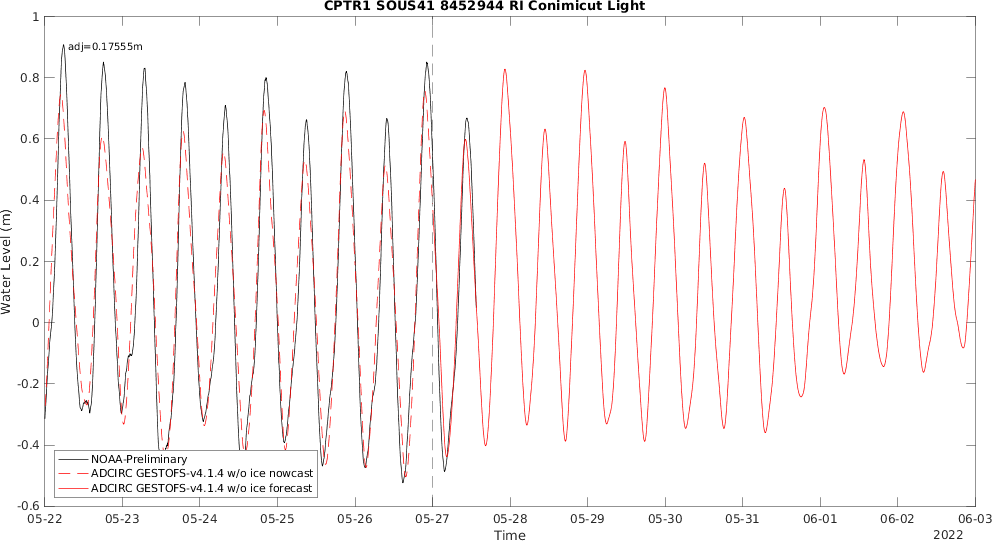 CPTR1 SOUS41 8452944 RI Conimicut Light
adj=0.17555m
1
0.8
0.6
0.4
0.2
0
-0.2
-0.4
-0.6
Water Level (m)
NOAA-Preliminary
ADCIRC GESTOFS-v4.1.4 w/o ice nowcast
ADCIRC GESTOFS-v4.1.4 w/o ice forecast
05-22 05-23 05-24 05-25 05-26 05-27 05-28 05-29 05-30 05-31 06-01 06-02 06-03
Time
2022